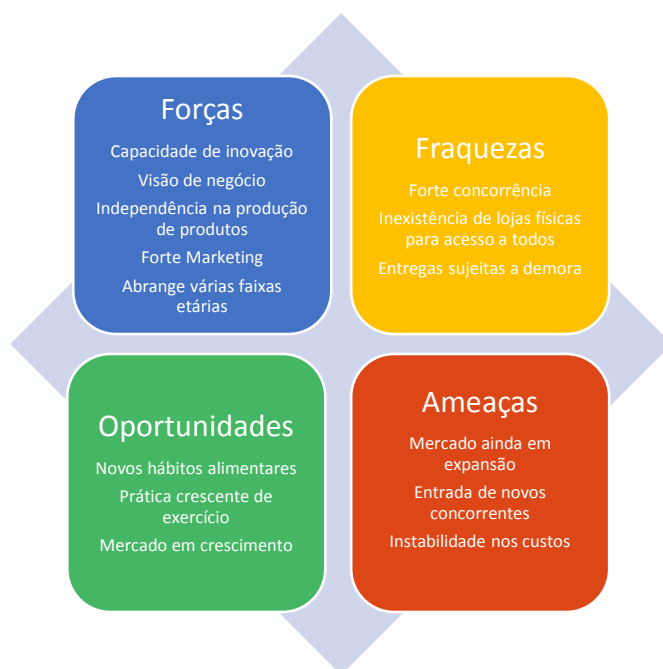 Forças
Capacidade de inovação
Visão de negócio
Independência na produção
de produtos
Forte Marketing
Abrange várias faixas
etárias
Fraquezas
Forte concorrência
Inexistência de lojas físicas
para acesso a todos
Entregas sujeitas a demora
Oportunidades
Novos hábitos alimentares
Prática crescente de
exercício
Mercado em crescimento
Ameaças
Mercado ainda em
expansão
Entrada de novos
concorrentes
Instabilidade nos custos